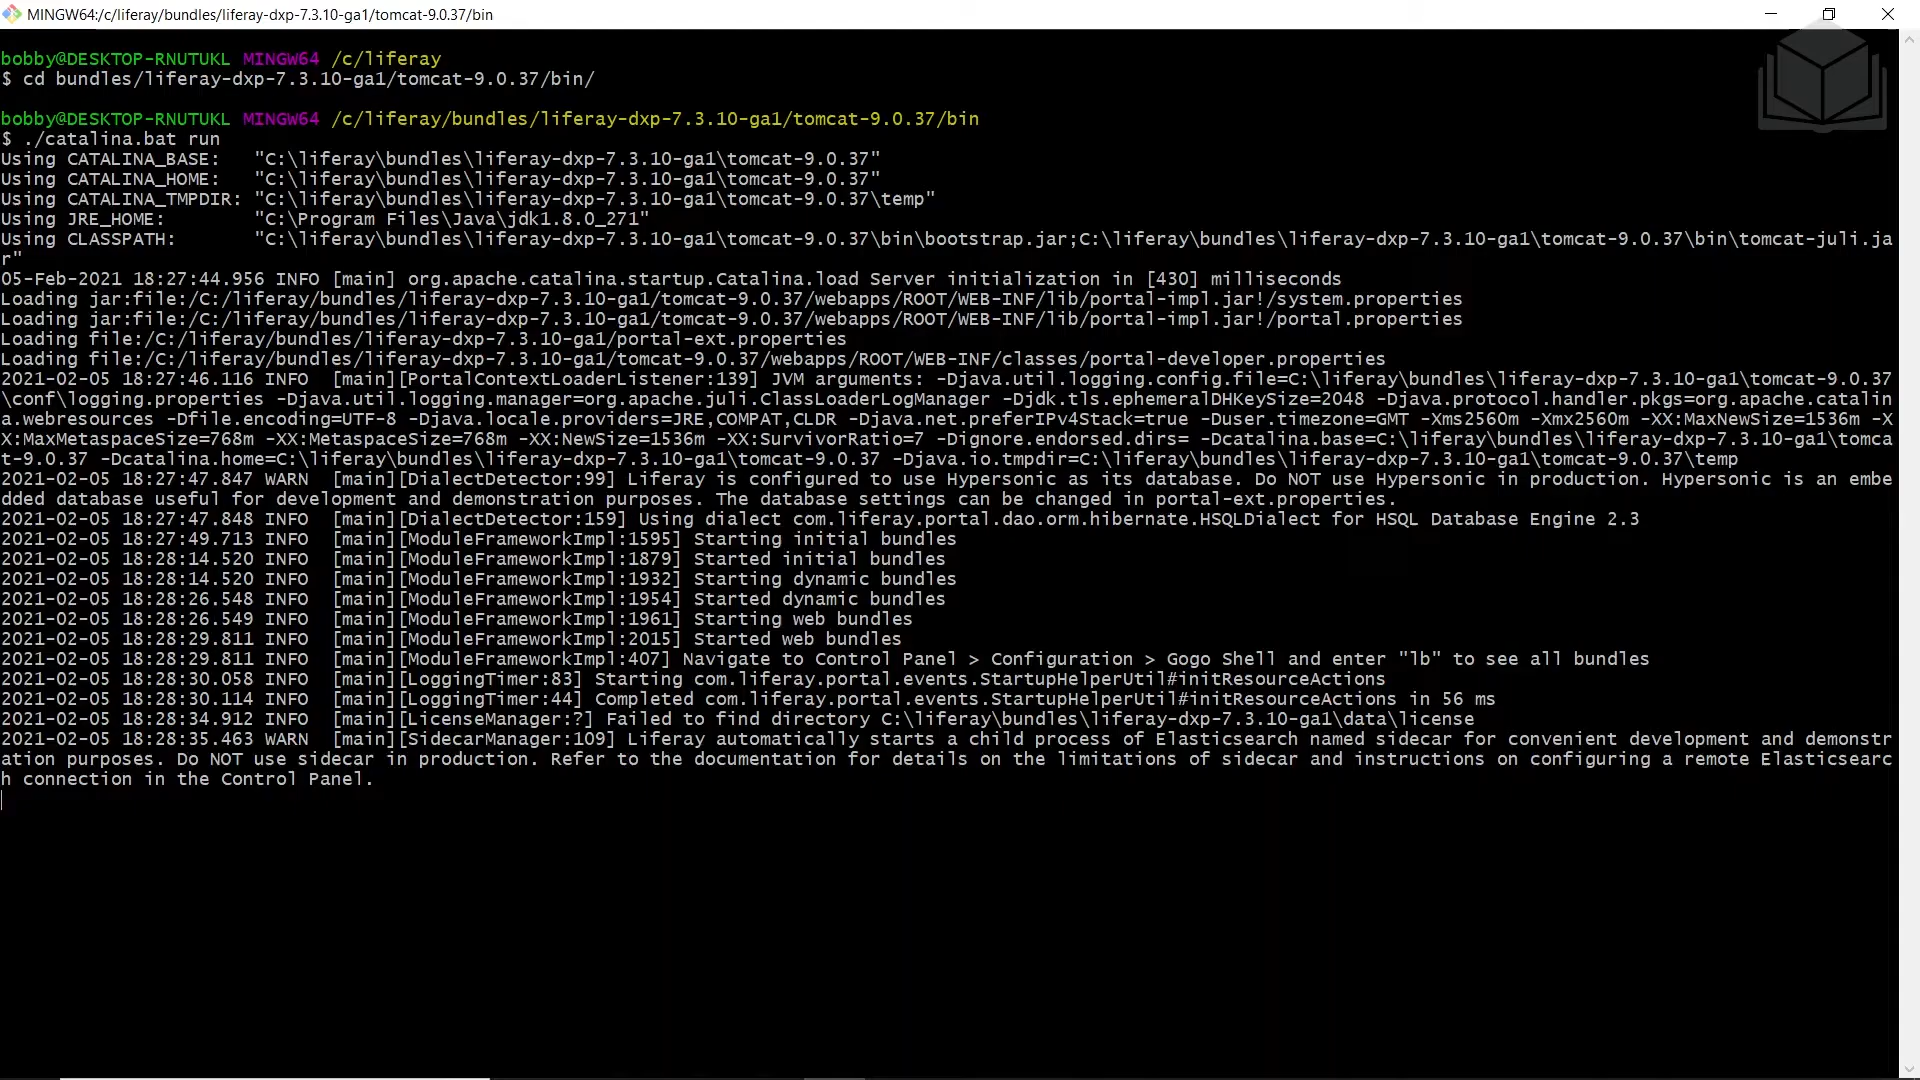 MINGW64:/c/liferay/bundles/liferay-dxp-7.3.10-ga1/tomcat-9.0.37/bin
bobby@DESKTOP-RNUTUKL MINGW64 /c/liferay
$ cd bundles/liferay-dxp-7.3.10-ga1/tomcat-9.0.37/bin/
bobby@DESKTOP-RNUTUKL MINGW64 /c/liferay/bundles/liferay-dxp-7.3.10-ga1/tomcat-9.0.37/bin
$ ./catalina.bat run
Using CATALINA_BASE:   "C:\liferay\bundles\liferay-dxp-7.3.10-ga1\tomcat-9.0.37"
Using CATALINA_HOME:   "C:\liferay\bundles\liferay-dxp-7.3.10-ga1\tomcat-9.0.37"
Using CATALINA_TMPDIR: "C:\liferay\bundles\liferay-dxp-7.3.10-ga1\tomcat-9.0.37\temp"
Using JRE_HOME:        "C:\Program Files\Java\jdk1.8.0_271"
Using CLASSPATH:       "C:\liferay\bundles\liferay-dxp-7.3.10-ga1\tomcat-9.0.37\bin\bootstrap.jar;C:\liferay\bundles\liferay-dxp-7.3.10-ga1\tomcat-9.0.37\bin\tomcat-juli.ja
r"
05-Feb-2021 18:27:44.956 INFO [main] org.apache.catalina.startup.Catalina.load Server initialization in [430] milliseconds
Loading jar:file:/C:/liferay/bundles/liferay-dxp-7.3.10-ga1/tomcat-9.0.37/webapps/ROOT/WEB-INF/lib/portal-impl.jar!/system.properties
Loading jar:file:/C:/liferay/bundles/liferay-dxp-7.3.10-ga1/tomcat-9.0.37/webapps/ROOT/WEB-INF/lib/portal-impl.jar!/portal.properties
Loading file:/C:/liferay/bundles/liferay-dxp-7.3.10-ga1/portal-ext.properties
Loading file:/C:/liferay/bundles/liferay-dxp-7.3.10-ga1/tomcat-9.0.37/webapps/ROOT/WEB-INF/classes/portal-developer.properties
2021-02-05 18:27:46.116 INFO  [main][PortalContextLoaderListener:139] JVM arguments: -Djava.util.logging.config.file=C:\liferay\bundles\liferay-dxp-7.3.10-ga1\tomcat-9.0.37
\conf\logging.properties -Djava.util.logging.manager=org.apache.juli.ClassLoaderLogManager -Djdk.tls.ephemeralDHKeySize=2048 -Djava.protocol.handler.pkgs=org.apache.catalin
a.webresources -Dfile.encoding=UTF-8 -Djava.locale.providers=JRE,COMPAT,CLDR -Djava.net.preferIPv4Stack=true -Duser.timezone=GMT -Xms2560m -Xmx2560m -XX:MaxNewSize=1536m -X
X:MaxMetaspaceSize=768m -XX:MetaspaceSize=768m -XX:NewSize=1536m -XX:SurvivorRatio=7 -Dignore.endorsed.dirs= -Dcatalina.base=C:\liferay\bundles\liferay-dxp-7.3.10-ga1\tomca
t-9.0.37 -Dcatalina.home=C:\liferay\bundles\liferay-dxp-7.3.10-ga1\tomcat-9.0.37 -Djava.io.tmpdir=C:\liferay\bundles\liferay-dxp-7.3.10-ga1\tomcat-9.0.37\temp
2021-02-05 18:27:47.847 WARN  [main][DialectDetector:99] Liferay is configured to use Hypersonic as its database. Do NOT use Hypersonic in production. Hypersonic is an embe
dded database useful for development and demonstration purposes. The database settings can be changed in portal-ext.properties.
2021-02-05 18:27:47.848 INFO  [main][DialectDetector:159] Using dialect com.liferay.portal.dao.orm.hibernate.HSQLDialect for HSQL Database Engine 2.3
2021-02-05 18:27:49.713 INFO  [main][ModuleFrameworkImpl:1595] Starting initial bundles
2021-02-05 18:28:14.520 INFO  [main][ModuleFrameworkImpl:1879] Started initial bundles
2021-02-05 18:28:14.520 INFO  [main][ModuleFrameworkImpl:1932] Starting dynamic bundles
2021-02-05 18:28:26.548 INFO  [main][ModuleFrameworkImpl:1954] Started dynamic bundles
2021-02-05 18:28:26.549 INFO  [main][ModuleFrameworkImpl:1961] Starting web bundles
2021-02-05 18:28:29.811 INFO  [main][ModuleFrameworkImpl:2015] Started web bundles
2021-02-05 18:28:29.811 INFO  [main][ModuleFrameworkImpl:407] Navigate to Control Panel > Configuration > Gogo Shell and enter "lb" to see all bundles
2021-02-05 18:28:30.058 INFO  [main][LoggingTimer:83] Starting com.liferay.portal.events.StartupHelperUtil#initResourceActions
2021-02-05 18:28:30.114 INFO  [main][LoggingTimer:44] Completed com.liferay.portal.events.StartupHelperUtil#initResourceActions in 56 ms
2021-02-05 18:28:34.912 INFO  [main][LicenseManager:?] Failed to find directory C:\liferay\bundles\liferay-dxp-7.3.10-ga1\data\license
2021-02-05 18:28:35.463 WARN  [main][SidecarManager:109] Liferay automatically starts a child process of Elasticsearch named sidecar for convenient development and demonstr
ation purposes. Do NOT use sidecar in production. Refer to the documentation for details on the limitations of sidecar and instructions on configuring a remote Elasticsearc
h connection in the Control Panel.